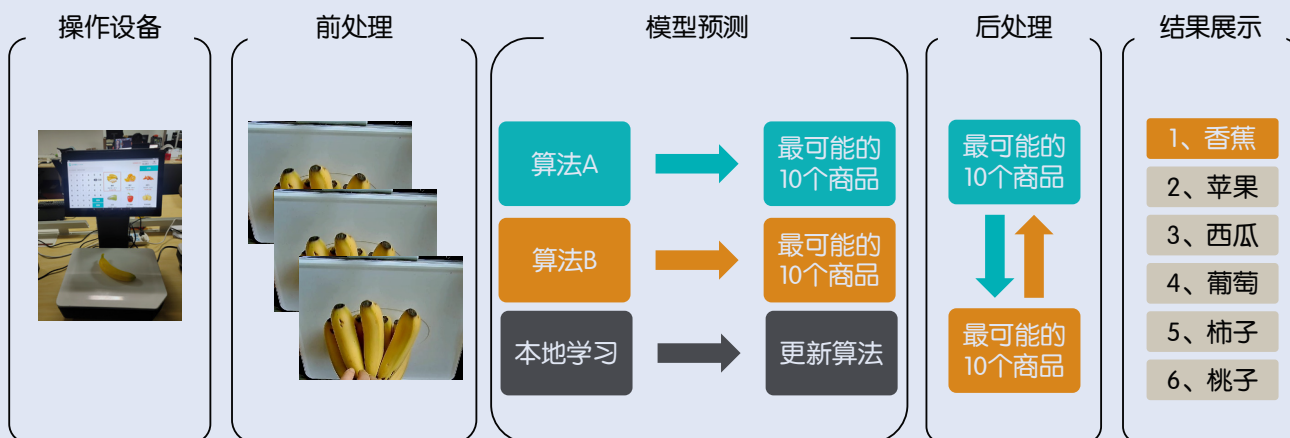 操作设备
前处理
模型预测
后处理
结果展示
算法A
最可能的
10个商品
算法B
最可能的
10个商品
本地学习
更新算法
最可能的
10个商品
最可能的
10个商品
1、香蕉
2、苹果
3、西瓜
4、葡萄
5、柿子
6、桃子